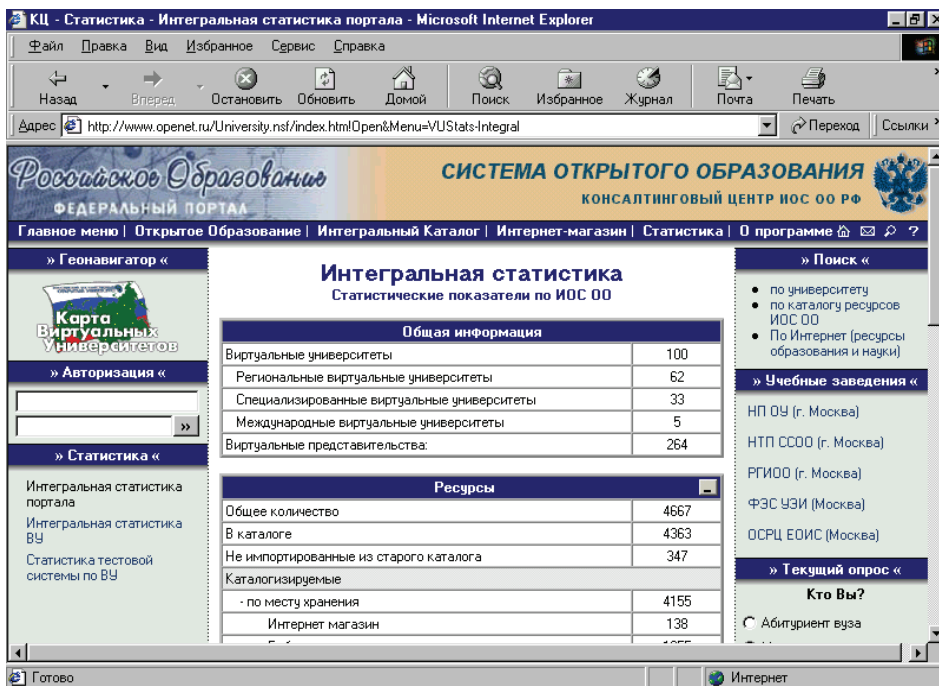 КЦ - Статистика - Интегральная статистика портала - Microsoft Internet Explorer
Файл Правка Вид Избранное Сервис Справка
Назад Вперед Остановить Обновить Домой Поиск Избранное Журнал Почта Печать
Адрес http://www.openet.ru/University.nsf/index.html!Open&Menu=VUStats-Integral Переход Ссылки
Российское Образование
ФЕДЕРАЛЬНЫЙ ПОРТАЛ
СИСТЕМА ОТКРЫТОГО ОБРАЗОВАНИЯ
КОНСАЛТИНГОВЫЙ ЦЕНТР ИОС ОО РФ
Главное меню | Открытое Образование | Интегральный Каталог | Интернет-магазин | Статистика | О программе ?
» Геонавигатор «
Карта
Виртуальных
Университетов
» Авторизация «
»
» Статистика «
Интегральная статистика
портала
Интегральная статистика
ВУ
Статистика тестовой
системы по ВУ
Интегральная статистика
Статистические показатели по ИОС ОО
Общая информация
Виртуальные университеты 100
Региональные виртуальные университеты 62
Специализированные виртуальные университеты 33
Международные виртуальные университеты 5
Виртуальные представительства: 264
Ресурсы
Общее количество 4667
В каталоге 4363
Не импортированные из старого каталога 347
Каталогизируемые
- по месту хранения 4155
Интернет магазин 138
» Поиск «
• по университету
• по каталогу ресурсов
ИОС ОО
• По Интернет (ресурсы
образования и науки)
» Учебные заведения «
НП ОУ (г. Москва)
НТП ССОО (г. Москва)
РГИОО (г. Москва)
ФЭС УЗИ (Москва)
ОСРЦ ЕОИС (Москва)
» Текущий опрос «
Кто Вы?
Абитуриент вуза
Готово
Интернет